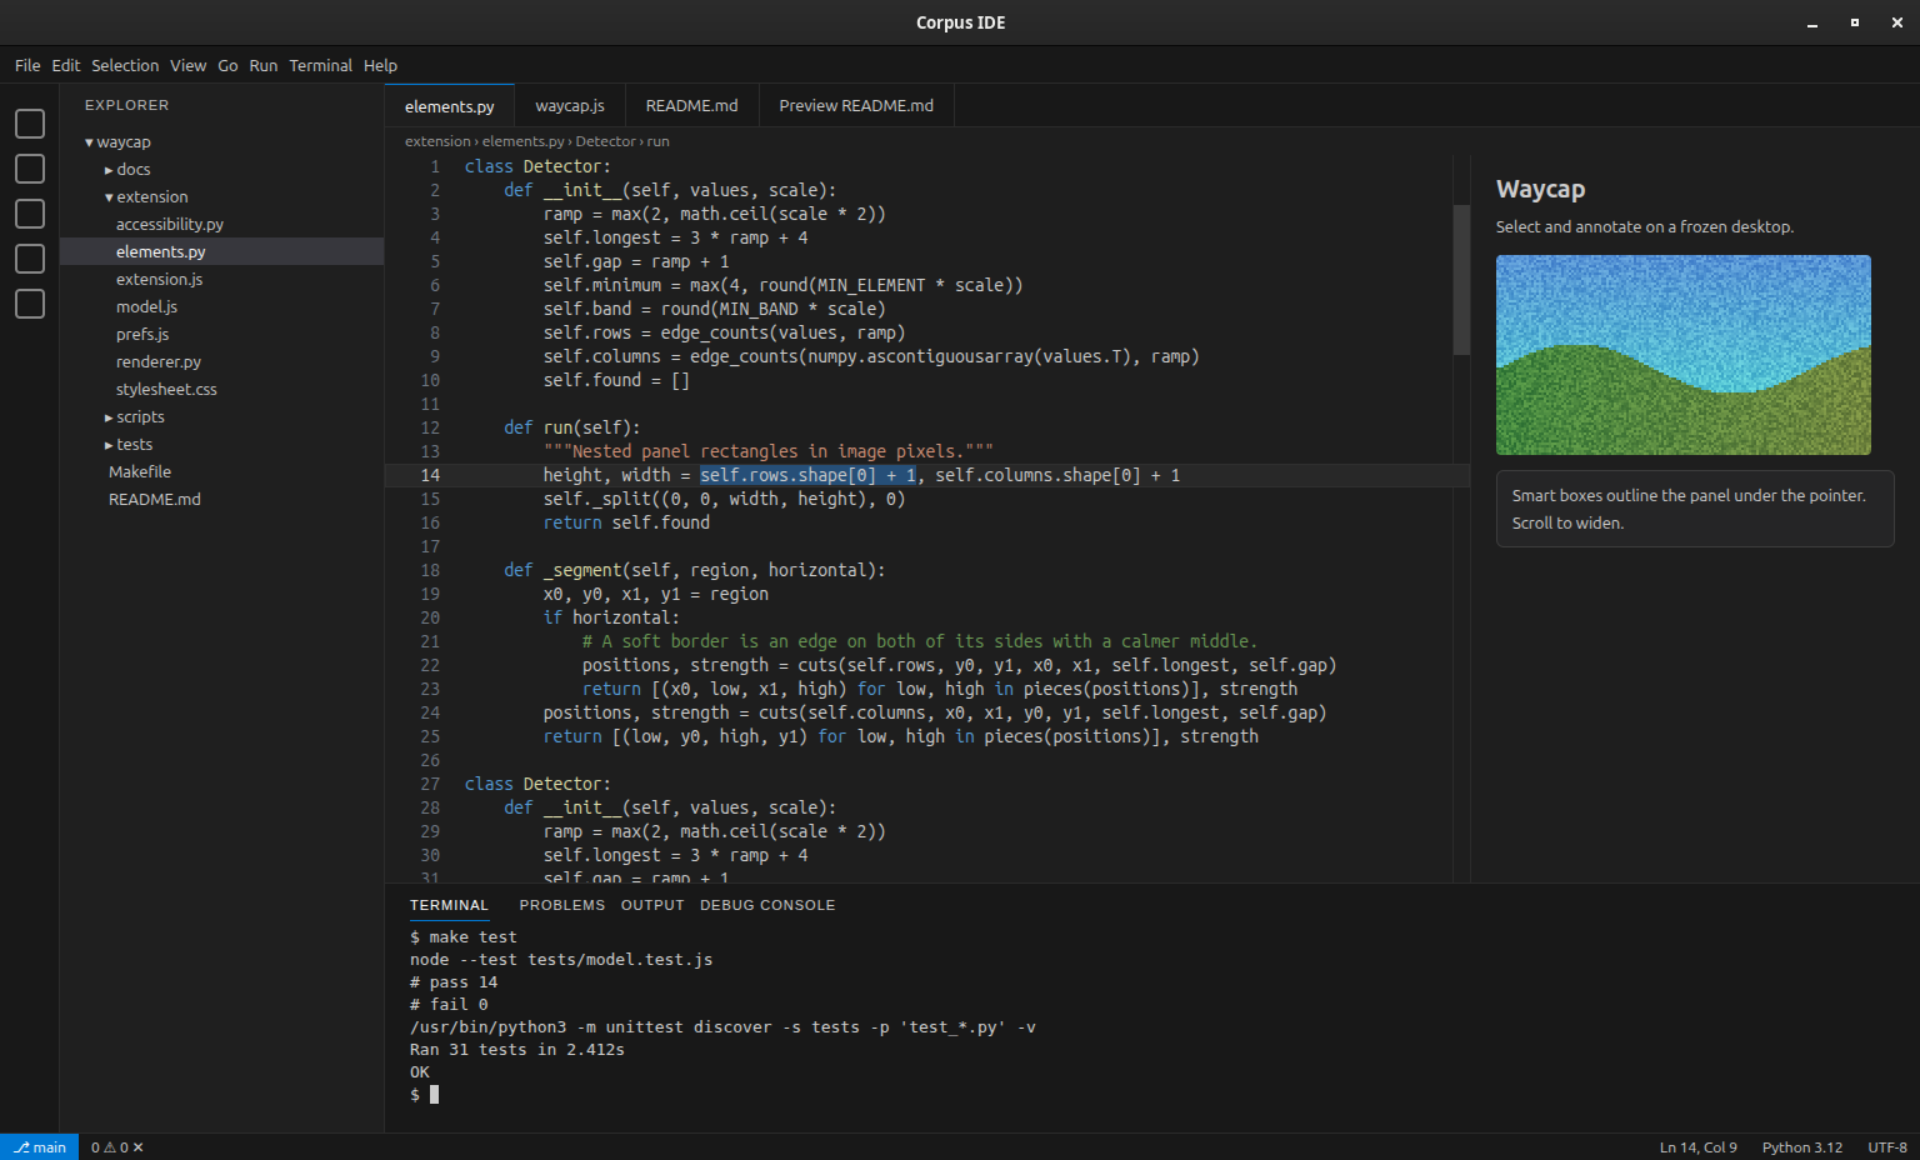 Corpus IDE
File Edit Selection View Go Run Terminal Help
EXPLORER
▾ waycap
▸ docs
▾ extension
accessibility.py
elements.py
extension.js
model.js
prefs.js
renderer.py
stylesheet.css
▸ scripts
▸ tests
Makefile
README.md
elements.py waycap.js README.md Preview README.md
extension › elements.py › Detector › run
1 class Detector:
2     def __init__(self, values, scale):
3         ramp = max(2, math.ceil(scale * 2))
4         self.longest = 3 * ramp + 4
5         self.gap = ramp + 1
6         self.minimum = max(4, round(MIN_ELEMENT * scale))
7         self.band = round(MIN_BAND * scale)
8         self.rows = edge_counts(values, ramp)
9         self.columns = edge_counts(numpy.ascontiguousarray(values.T), ramp)
10         self.found = []
11
12     def run(self):
13         """Nested panel rectangles in image pixels."""
14         height, width = self.rows.shape[0] + 1, self.columns.shape[0] + 1
15         self._split((0, 0, width, height), 0)
16         return self.found
17
18     def _segment(self, region, horizontal):
19         x0, y0, x1, y1 = region
20         if horizontal:
21             # A soft border is an edge on both of its sides with a calmer middle.
22             positions, strength = cuts(self.rows, y0, y1, x0, x1, self.longest, self.gap)
23             return [(x0, low, x1, high) for low, high in pieces(positions)], strength
24         positions, strength = cuts(self.columns, x0, x1, y0, y1, self.longest, self.gap)
25         return [(low, y0, high, y1) for low, high in pieces(positions)], strength
26
27 class Detector:
28     def __init__(self, values, scale):
29         ramp = max(2, math.ceil(scale * 2))
30         self.longest = 3 * ramp + 4
31         self.gap = ramp + 1
Waycap
Select and annotate on a frozen desktop.
Smart boxes outline the panel under the pointer.
Scroll to widen.
TERMINAL PROBLEMS OUTPUT DEBUG CONSOLE
$ make test
node --test tests/model.test.js
# pass 14
# fail 0
/usr/bin/python3 -m unittest discover -s tests -p 'test_*.py' -v
Ran 31 tests in 2.412s
OK
$
⎇ main 0 ⚠ 0 ✕ Ln 14, Col 9 Python 3.12 UTF-8